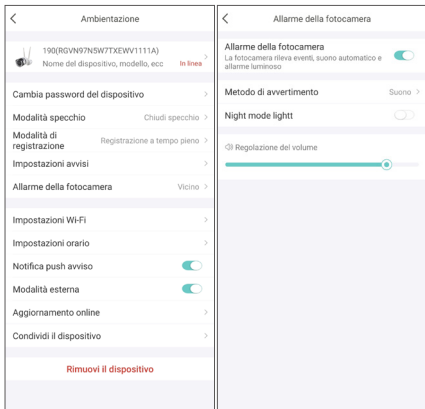 Ambientazione
190(RGVN97N5W7TXEWV1111A)
Nome del dispositivo, modello, ecc
In linea
Cambia password del dispositivo
Modalità specchio
Chiudi specchio
Modalità di
registrazione
Registrazione a tempo pieno
Impostazioni avvisi
Allarme della fotocamera
Vicino
Impostazioni Wi-Fi
Impostazioni orario
Notifica push avviso
Modalità esterna
Aggiornamento online
Condividi il dispositivo
Rimuovi il dispositivo
Allarme della fotocamera
Allarme della fotocamera
La fotocamera rileva eventi, suono automatico e
allarme luminoso
Metodo di avvertimento
Suono
Night mode lightt
Regolazione del volume